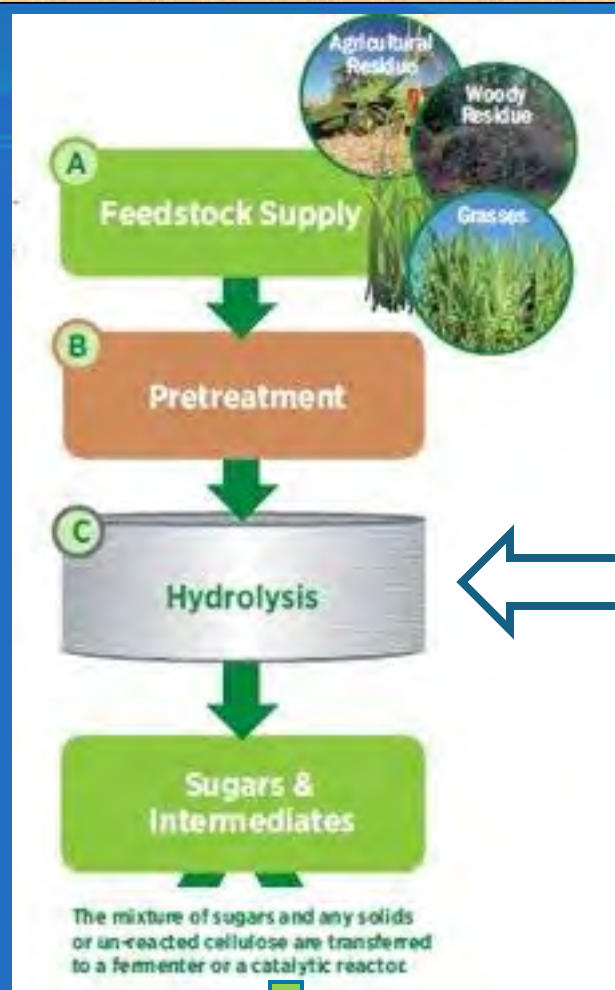 Agricultural
Residue
Woody
Residue
A
Feedstock Supply
Grasses
B
Pretreatment
C
Hydrolysis
Sugars &
Intermediates
The mixture of sugars and any solids
or un-reacted cellulose are transferred
to a fermenter or a catalytic reactor.